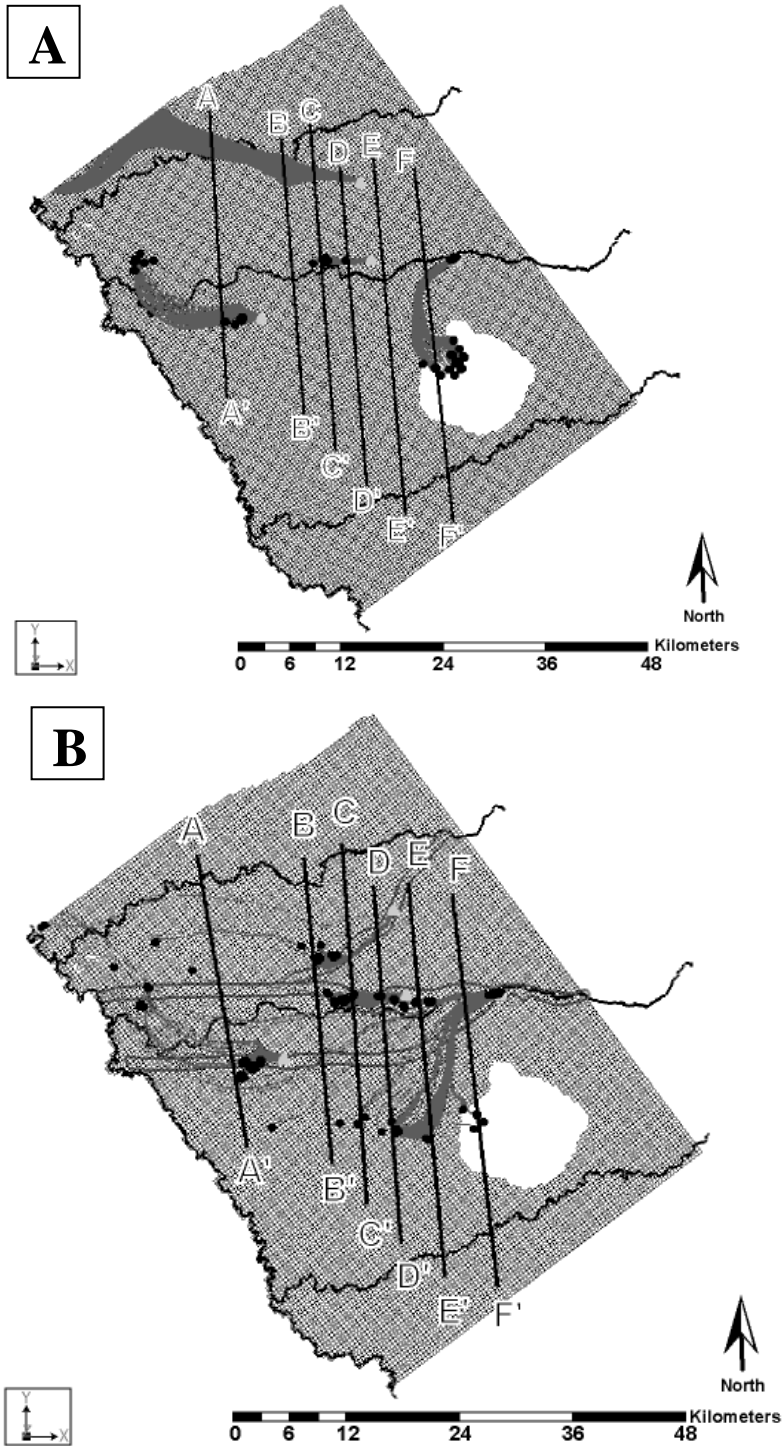 A
A
B
C
D
E
F
A'
B'
C'
D'
E'
F'
North
Y
Z
X
Kilometers
0 6 12 24 36 48
B
A
B
C
D
E
F
A'
B'
C'
D'
E'
F'
North
Y
X
Kilometers
0 6 12 24 36 48